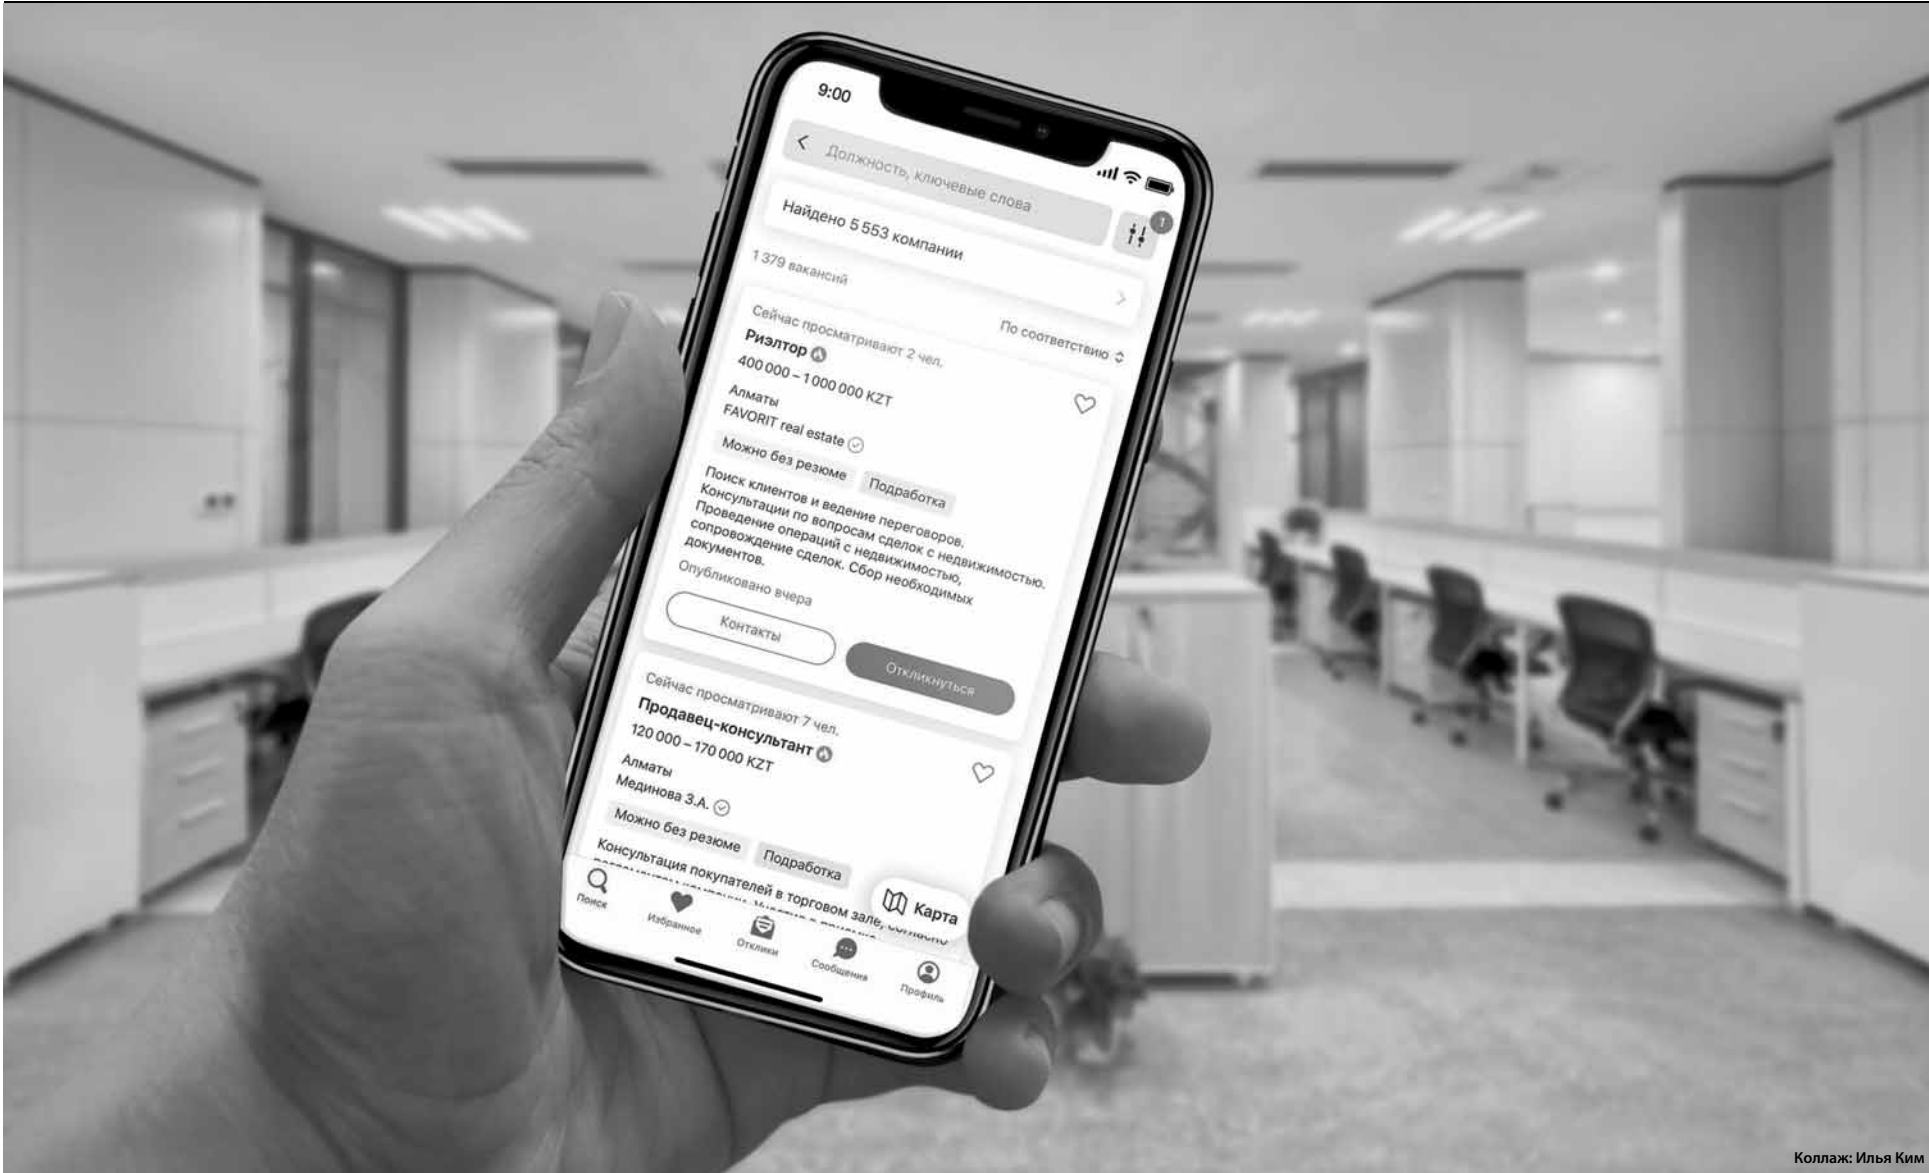 9:00
Должность, ключевые слова
1
Найдено 5 553 компании
1 379 вакансий
По соответствию
Сейчас просматривают 2 чел.
Риэлтор
400 000 – 1 000 000 KZT
Алматы
FAVORIT real estate
Можно без резюме
Подработка
Поиск клиентов и ведение переговоров.
Консультации по вопросам сделок с недвижимостью.
Проведение операций с недвижимостью,
сопровождение сделок. Сбор необходимых
документов.
Опубликовано вчера
Контакты
Откликнуться
Сейчас просматривают 7 чел.
Продавец-консультант
120 000 – 170 000 KZT
Алматы
Мединова З.А.
Можно без резюме
Подработка
Консультация покупателей в торговом зале, согласно
Карта
Поиск
Избранное
Отклики
Сообщения
Профиль
Коллаж: Илья Ким